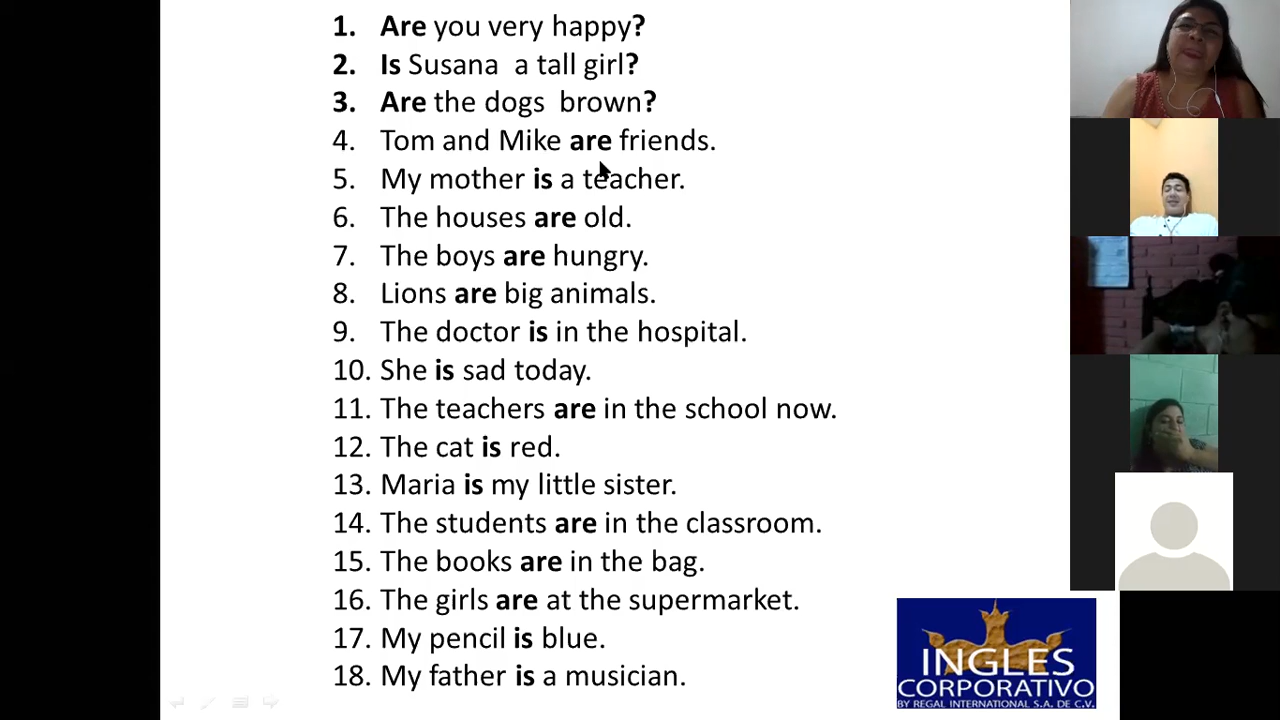 1. Are you very happy?
2. Is Susana a tall girl?
3. Are the dogs brown?
4. Tom and Mike are friends.
5. My mother is a teacher.
6. The houses are old.
7. The boys are hungry.
8. Lions are big animals.
9. The doctor is in the hospital.
10. She is sad today.
11. The teachers are in the school now.
12. The cat is red.
13. Maria is my little sister.
14. The students are in the classroom.
15. The books are in the bag.
16. The girls are at the supermarket.
17. My pencil is blue.
18. My father is a musician.
INGLES
CORPORATIVO
BY REGAL INTERNATIONAL S.A. DE C.V.